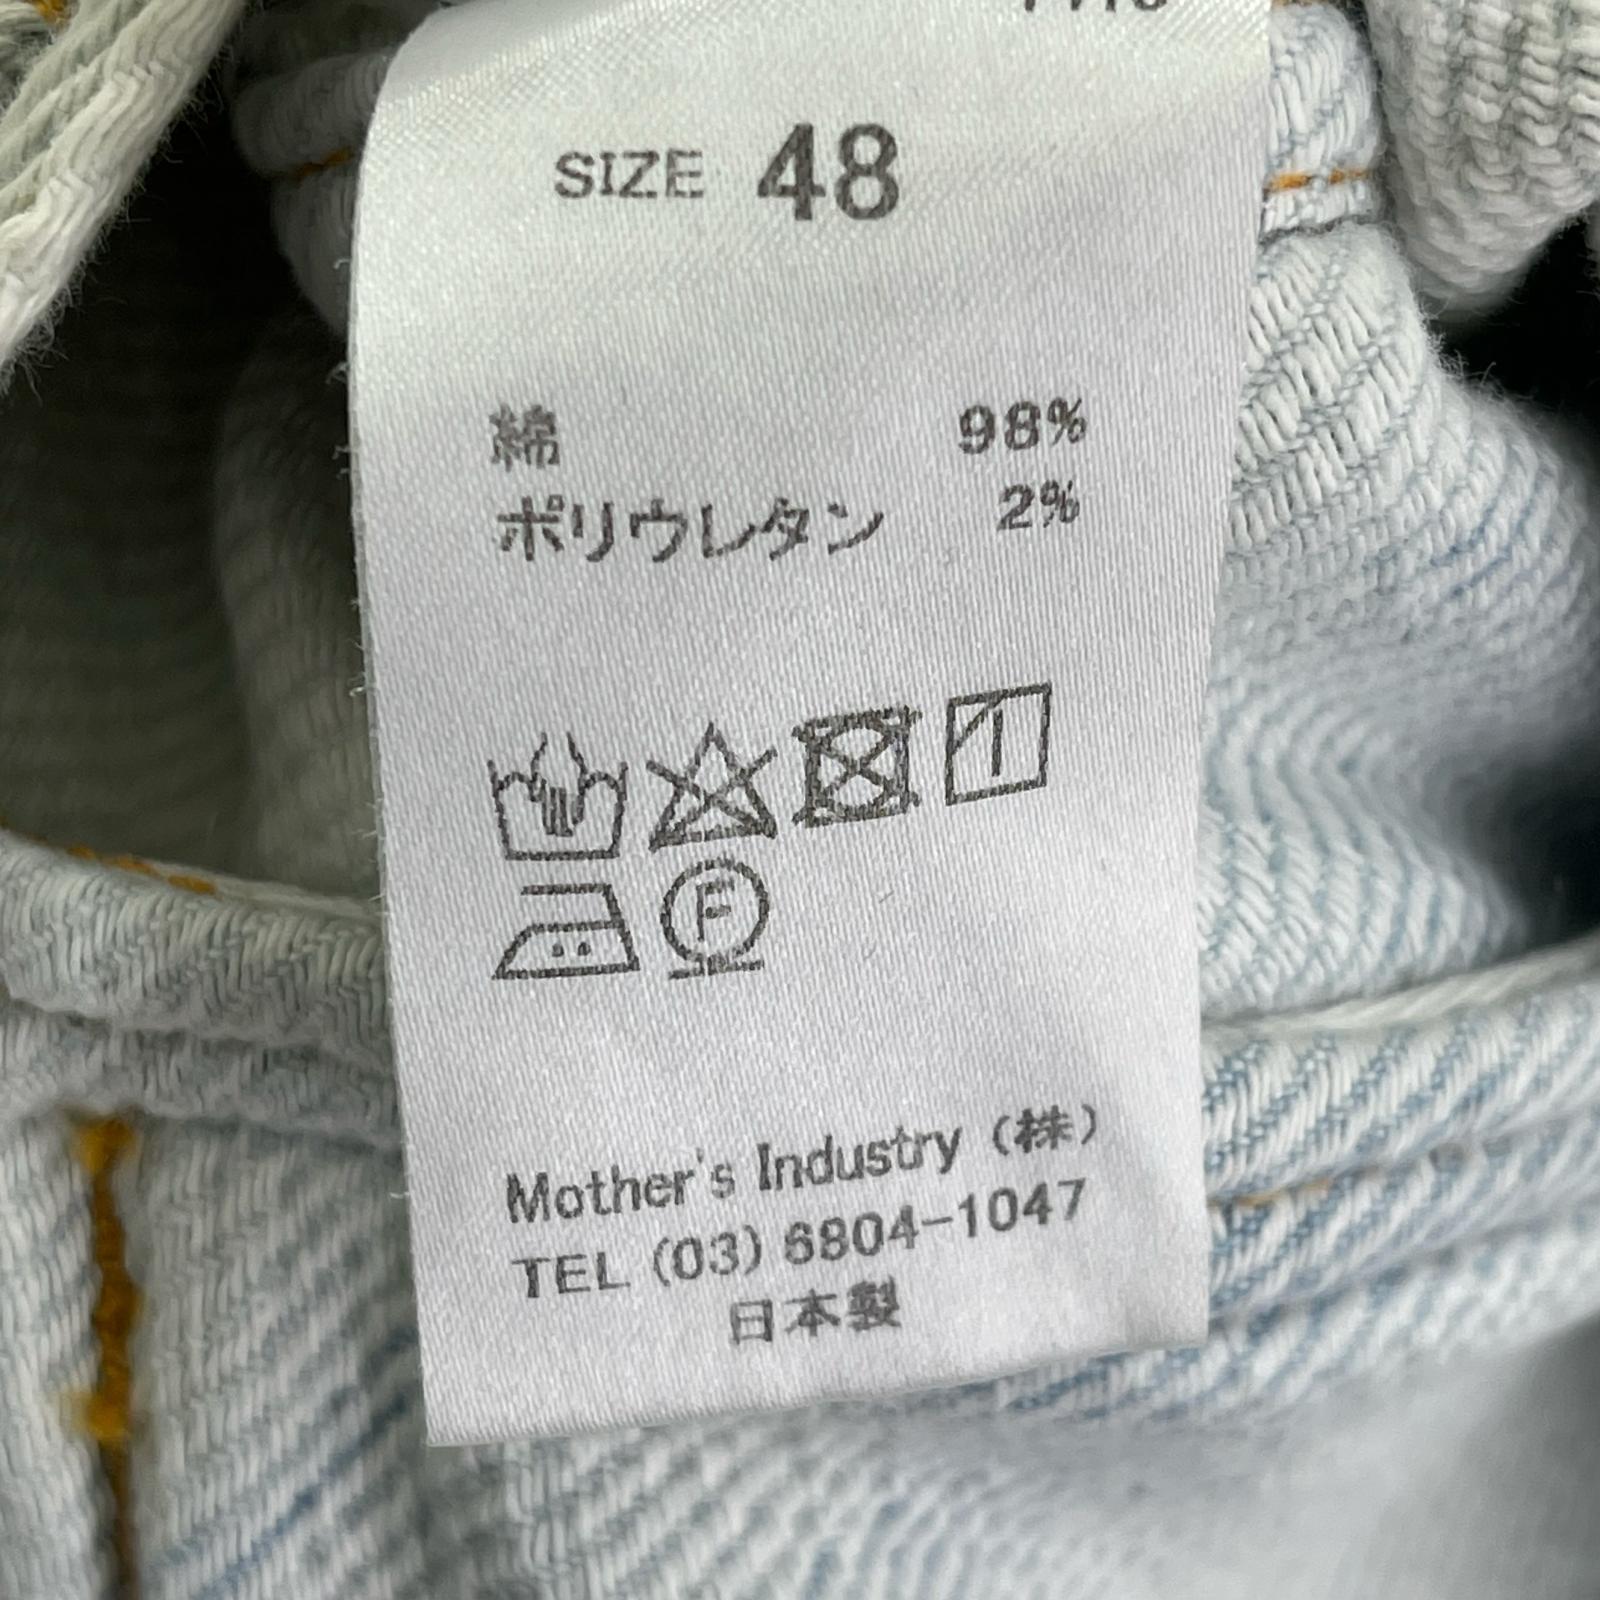 SIZE 48
綿 98%
ポリウレタン 2%
F
Mother's Industry (株)
TEL (03) 6804-1047
日本製